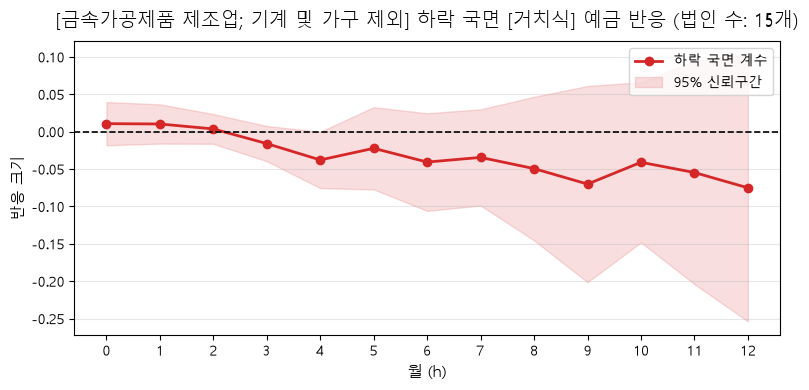 [금속가공제품 제조업; 기계 및 가구 제외] 하락 국면 [거치식] 예금 반응 (법인 수: 15개)
하락 국면 계수
95% 신뢰구간
반응 크기
0.10
0.05
0.00
-0.05
-0.10
-0.15
-0.20
-0.25
0 1 2 3 4 5 6 7 8 9 10 11 12
월 (h)